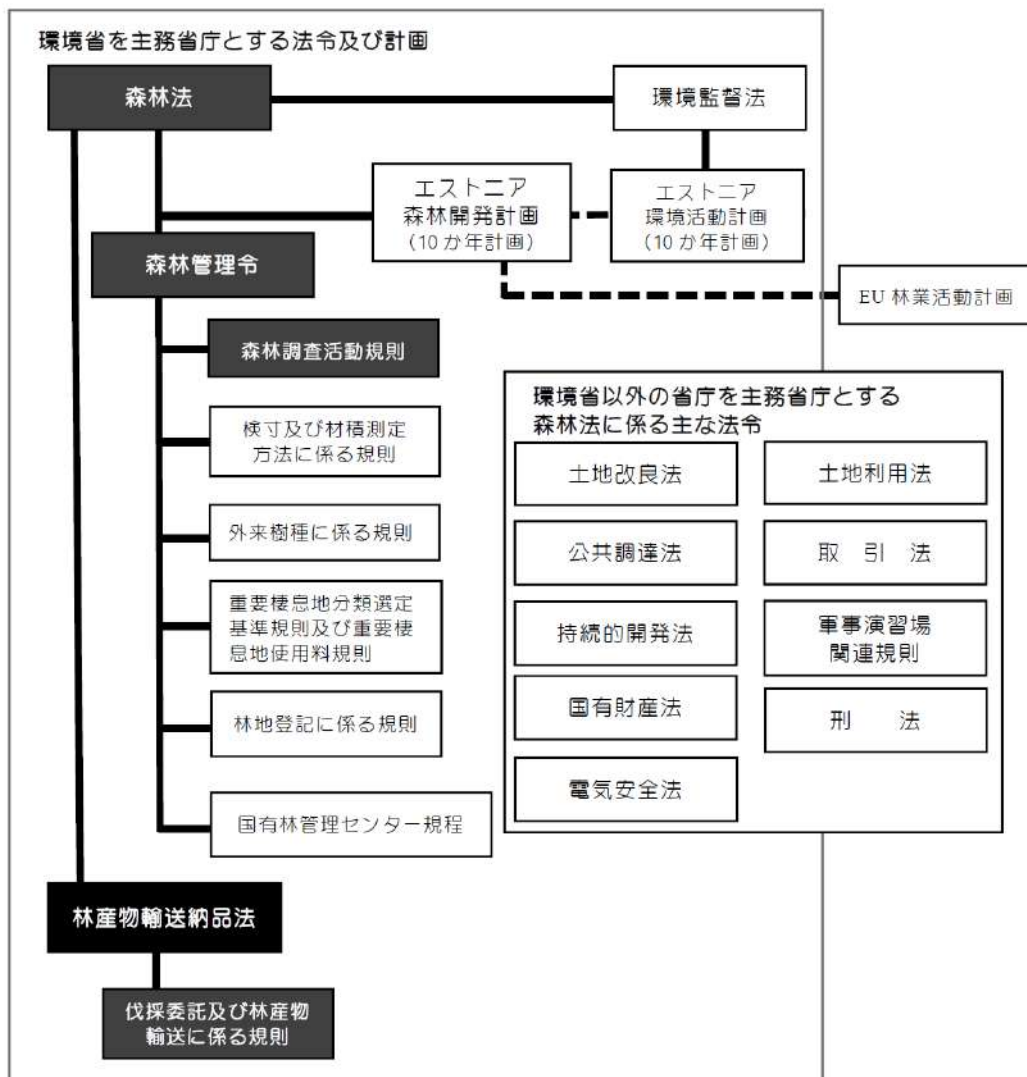 環境省を主務省庁とする法令及び計画
森林法
環境監督法
エストニア
森林開発計画
(10か年計画)
エストニア
環境活動計画
(10か年計画)
森林管理令
EU 林業活動計画
森林調査活動規則
検寸及び材積測定
方法に係る規則
外来樹種に係る規則
重要棲息地分類選定
基準規則及び重要棲
息地使用料規則
林地登記に係る規則
国有林管理センター規程
環境省以外の省庁を主務省庁とする
森林法に係る主な法令
土地改良法
土地利用法
公共調達法
取 引 法
持続的開発法
軍事演習場
関連規則
国有財産法
刑 法
電気安全法
林産物輸送納品法
伐採委託及び林産物
輸送に係る規則